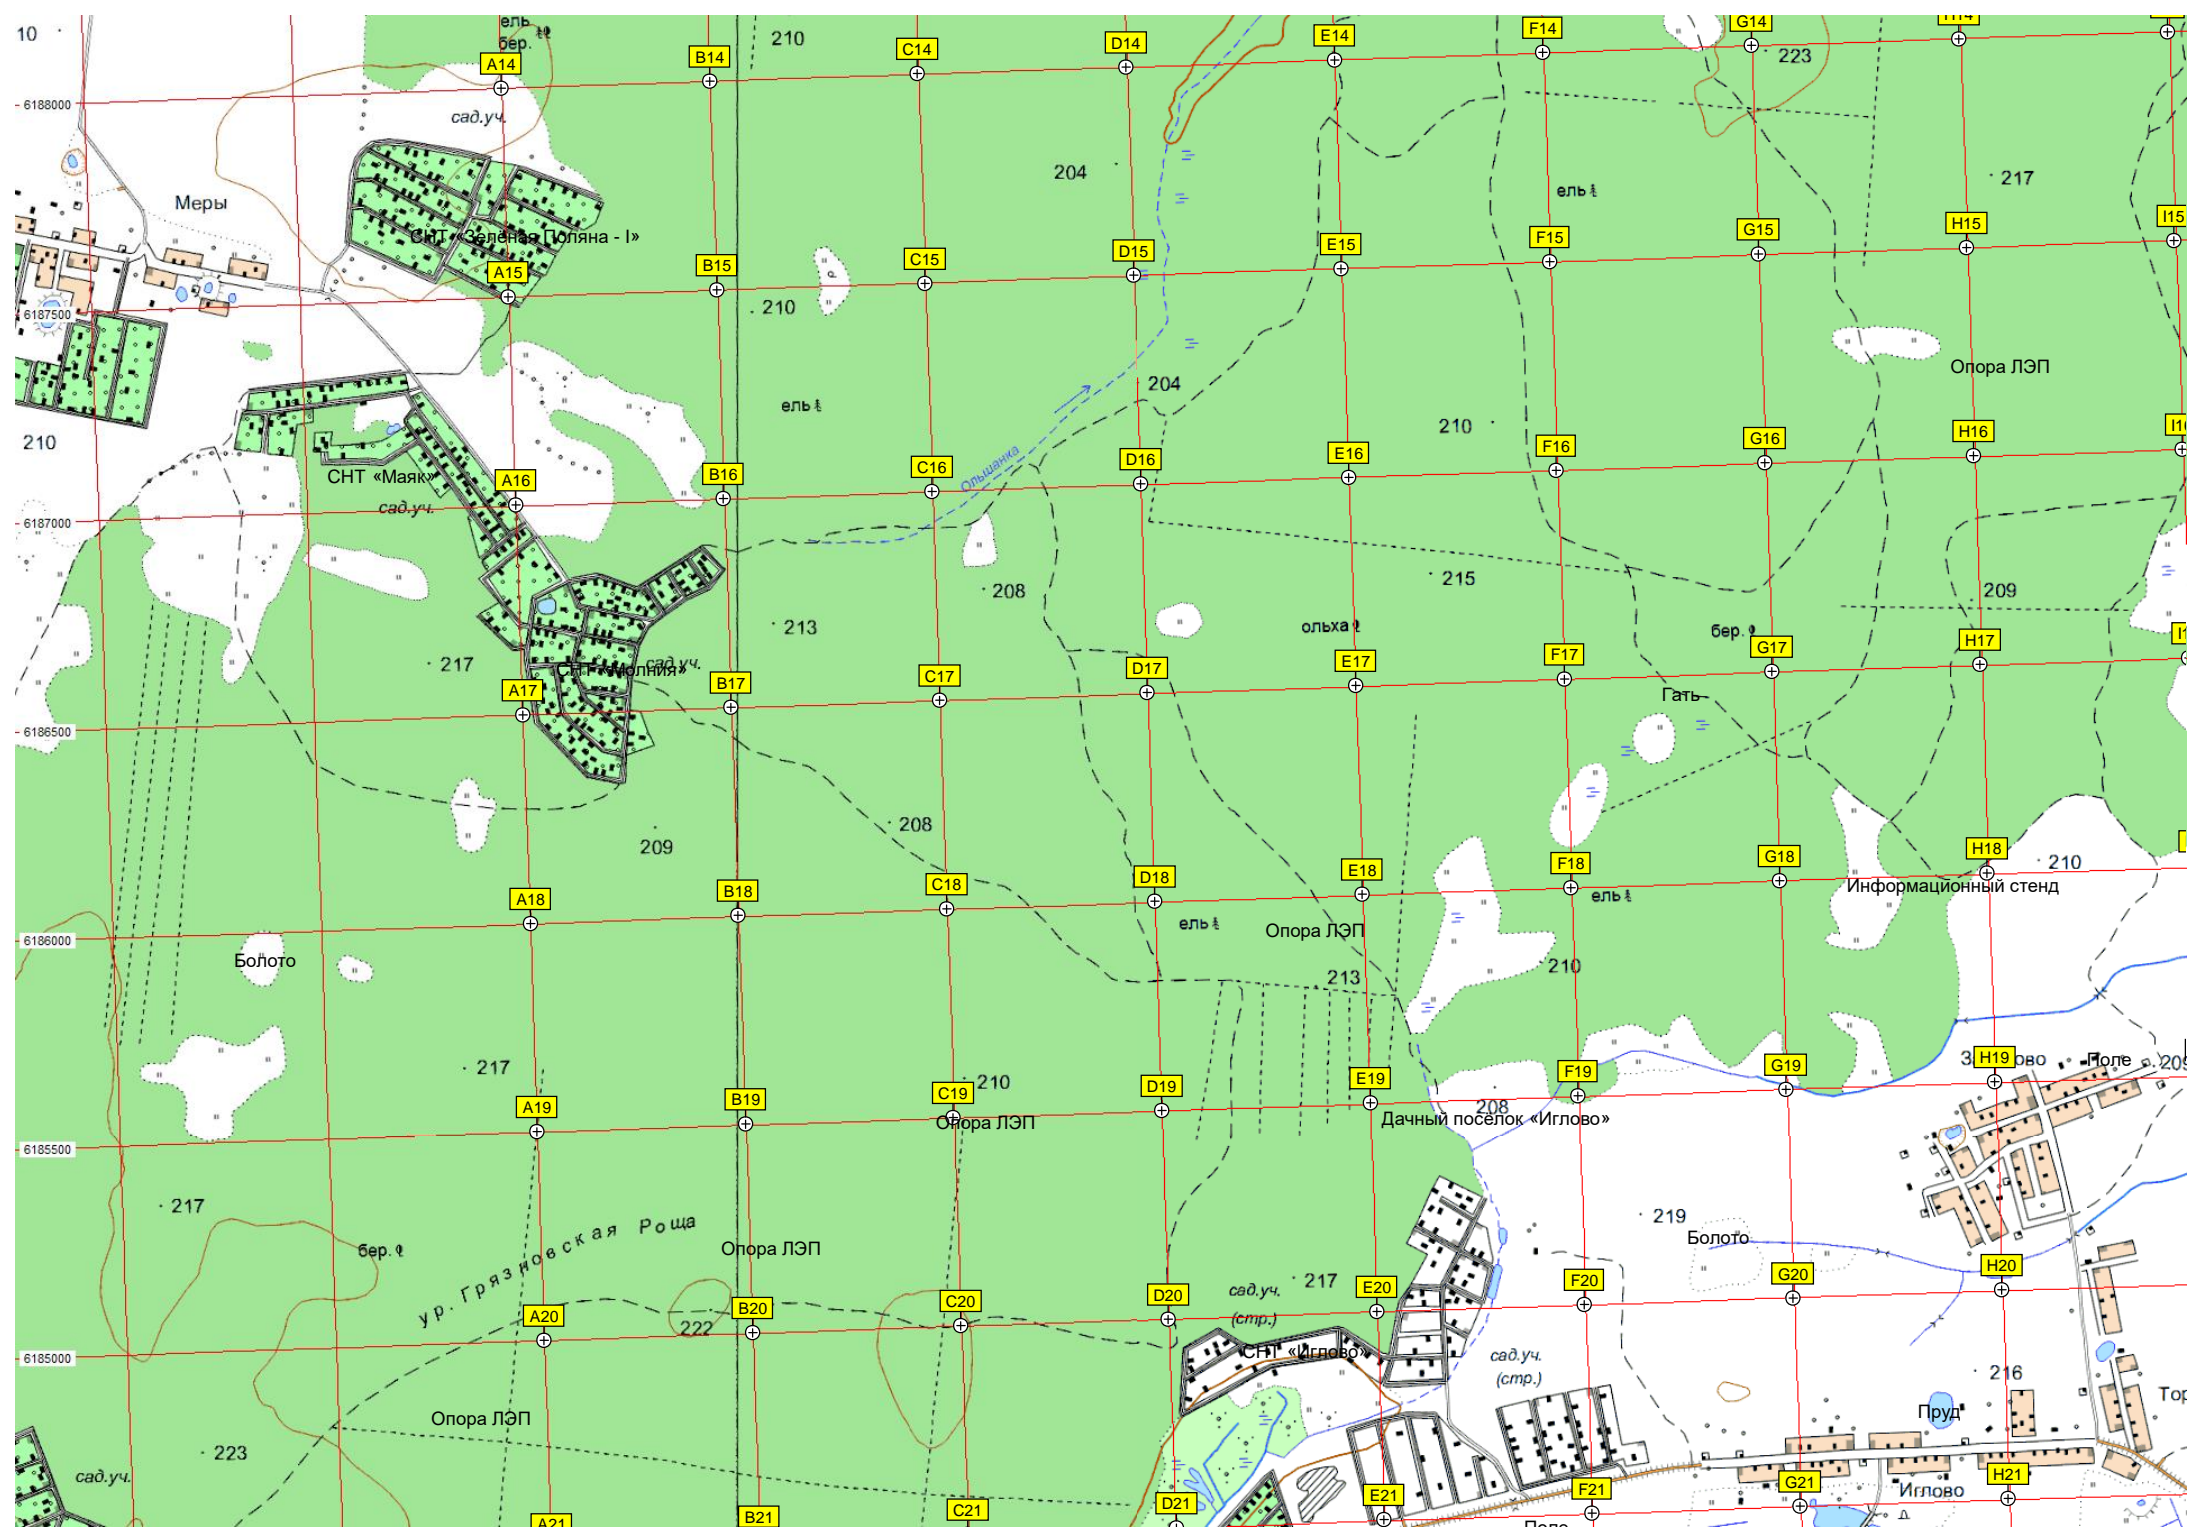 ель
бер.
10
210
A14
B14
C14
D14
E14
F14
G14
H14
223
6188000
сад.уч.
204
ель
217
Меры
СНТ «Зелёная Поляна - I»
A15
B15
C15
D15
E15
F15
G15
H15
I15
6187500
210
204
Опора ЛЭП
ель
210
210
Ольшанка
СНТ «Маяк»
сад.уч.
A16
B16
C16
D16
E16
F16
G16
H16
6187000
208
215
209
213
ольха
бер.
217
сад.уч.
СНТ «Молния»
A17
B17
C17
D17
E17
F17
G17
H17
Гать
6186500
208
209
A18
B18
C18
D18
E18
F18
G18
H18
210
Информационный стенд
ель
ель
Опора ЛЭП
6186000
Болото
213
210
217
210
A19
B19
C19
D19
E19
F19
G19
H19
Поле
209
208
Опора ЛЭП
Дачный посёлок «Иглово»
6185500
217
219
ур. Грязновская Роща
бер.
Опора ЛЭП
Болото
217
сад.уч.
(стр.)
A20
B20
C20
D20
E20
F20
G20
H20
222
СНТ «Иглово»
6185000
сад.уч.
(стр.)
216
Тор
Опора ЛЭП
Пруд
223
сад.уч.
A21
B21
C21
D21
E21
F21
G21
H21
Иглово
Поле